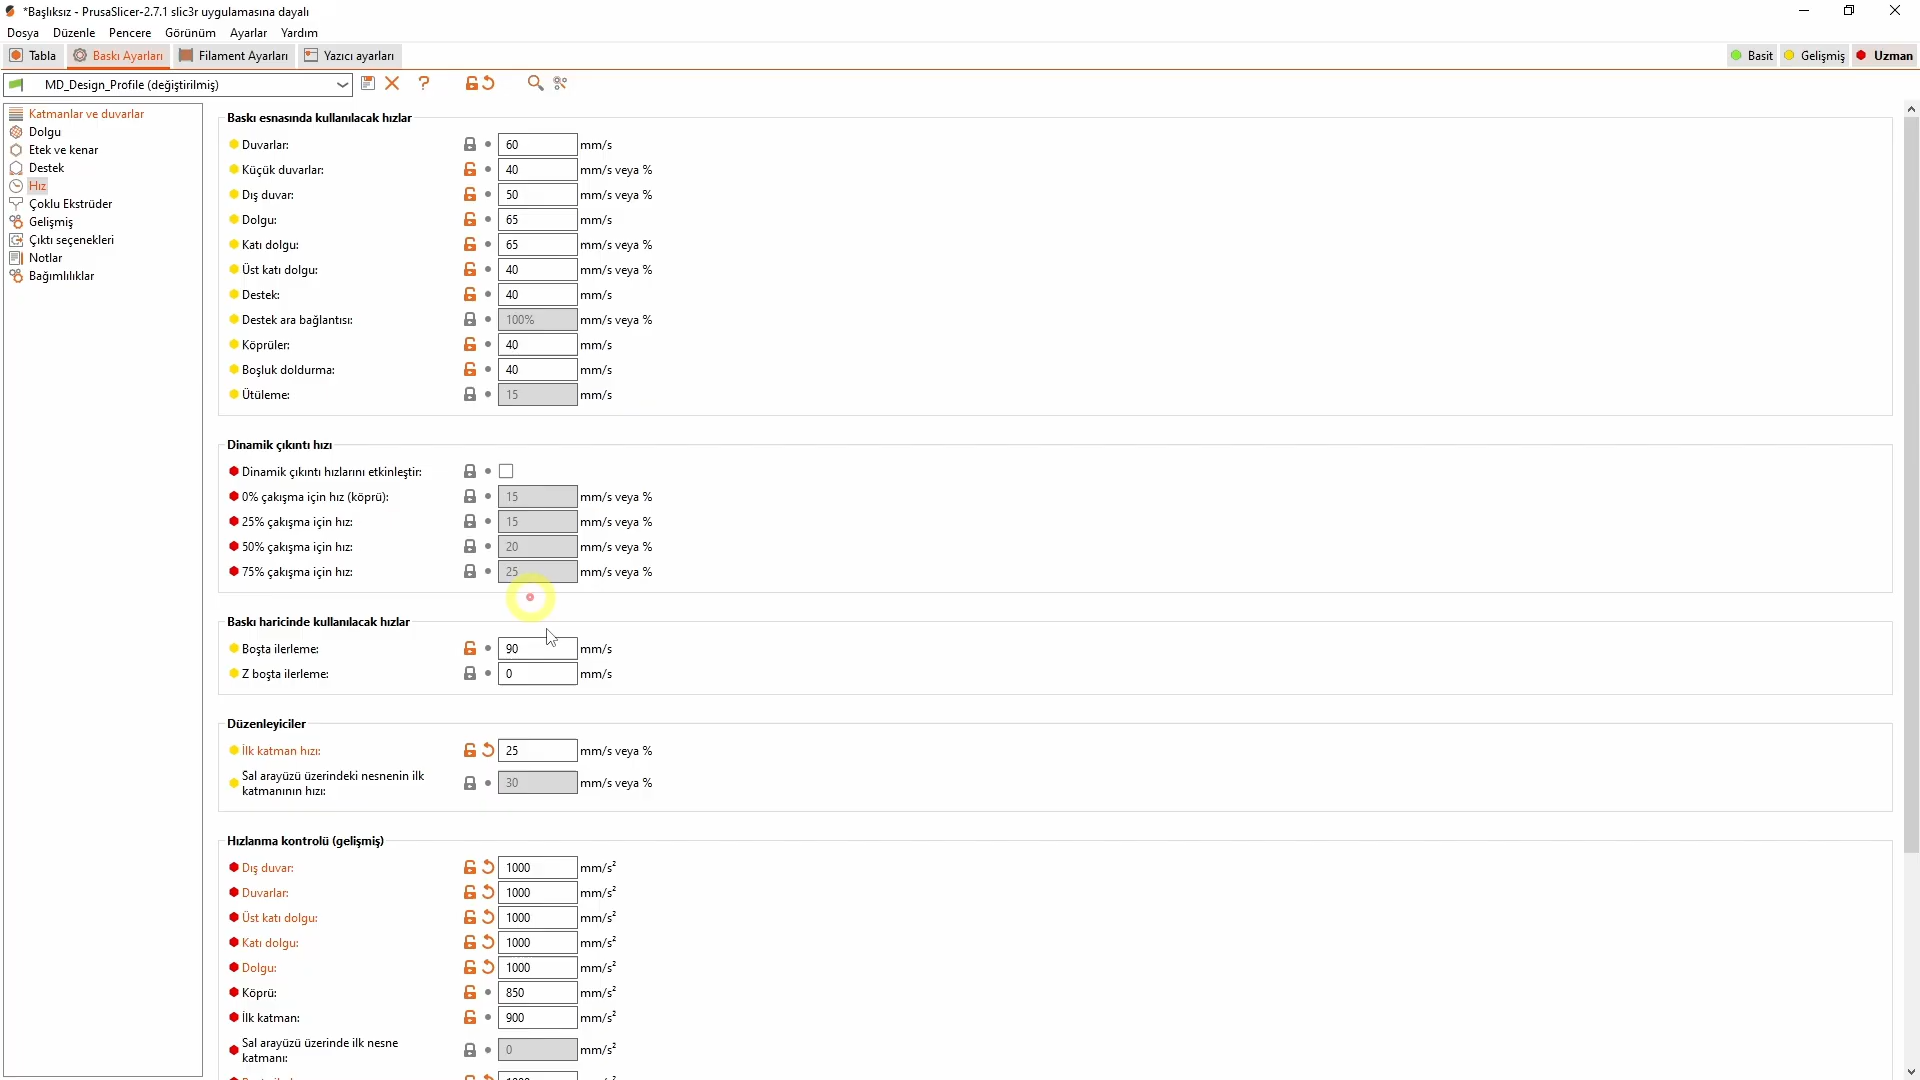 *Başlıksız - PrusaSlicer-2.7.1 slic3r uygulamasına dayalı
Dosya Düzenle Pencere Görünüm Ayarlar Yardım
Tabla Baskı Ayarları Filament Ayarları Yazıcı ayarları Basit Gelişmiş Uzman
MD_Design_Profile (değiştirilmiş)
Katmanlar ve duvarlar
Dolgu
Etek ve kenar
Destek
Hız
Çoklu Ekstrüder
Gelişmiş
Çıktı seçenekleri
Notlar
Bağımlılıklar
Baskı esnasında kullanılacak hızlar
Duvarlar: 60 mm/s
Küçük duvarlar: 40 mm/s veya %
Dış duvar: 50 mm/s veya %
Dolgu: 65 mm/s
Katı dolgu: 65 mm/s veya %
Üst katı dolgu: 40 mm/s veya %
Destek: 40 mm/s
Destek ara bağlantısı: 100% mm/s veya %
Köprüler: 40 mm/s
Boşluk doldurma: 40 mm/s
Ütüleme: 15 mm/s
Dinamik çıkıntı hızı
Dinamik çıkıntı hızlarını etkinleştir:
0% çakışma için hız (köprü): 15 mm/s veya %
25% çakışma için hız: 15 mm/s veya %
50% çakışma için hız: 20 mm/s veya %
75% çakışma için hız: 25 mm/s veya %
Baskı haricinde kullanılacak hızlar
Boşta ilerleme: 90 mm/s
Z boşta ilerleme: 0 mm/s
Düzenleyiciler
İlk katman hızı: 25 mm/s veya %
Sal arayüzü üzerindeki nesnenin ilk
katmanının hızı: 30 mm/s veya %
Hızlanma kontrolü (gelişmiş)
Dış duvar: 1000 mm/s²
Duvarlar: 1000 mm/s²
Üst katı dolgu: 1000 mm/s²
Katı dolgu: 1000 mm/s²
Dolgu: 1000 mm/s²
Köprü: 850 mm/s²
İlk katman: 900 mm/s²
Sal arayüzü üzerinde ilk nesne
katmanı: 0 mm/s²